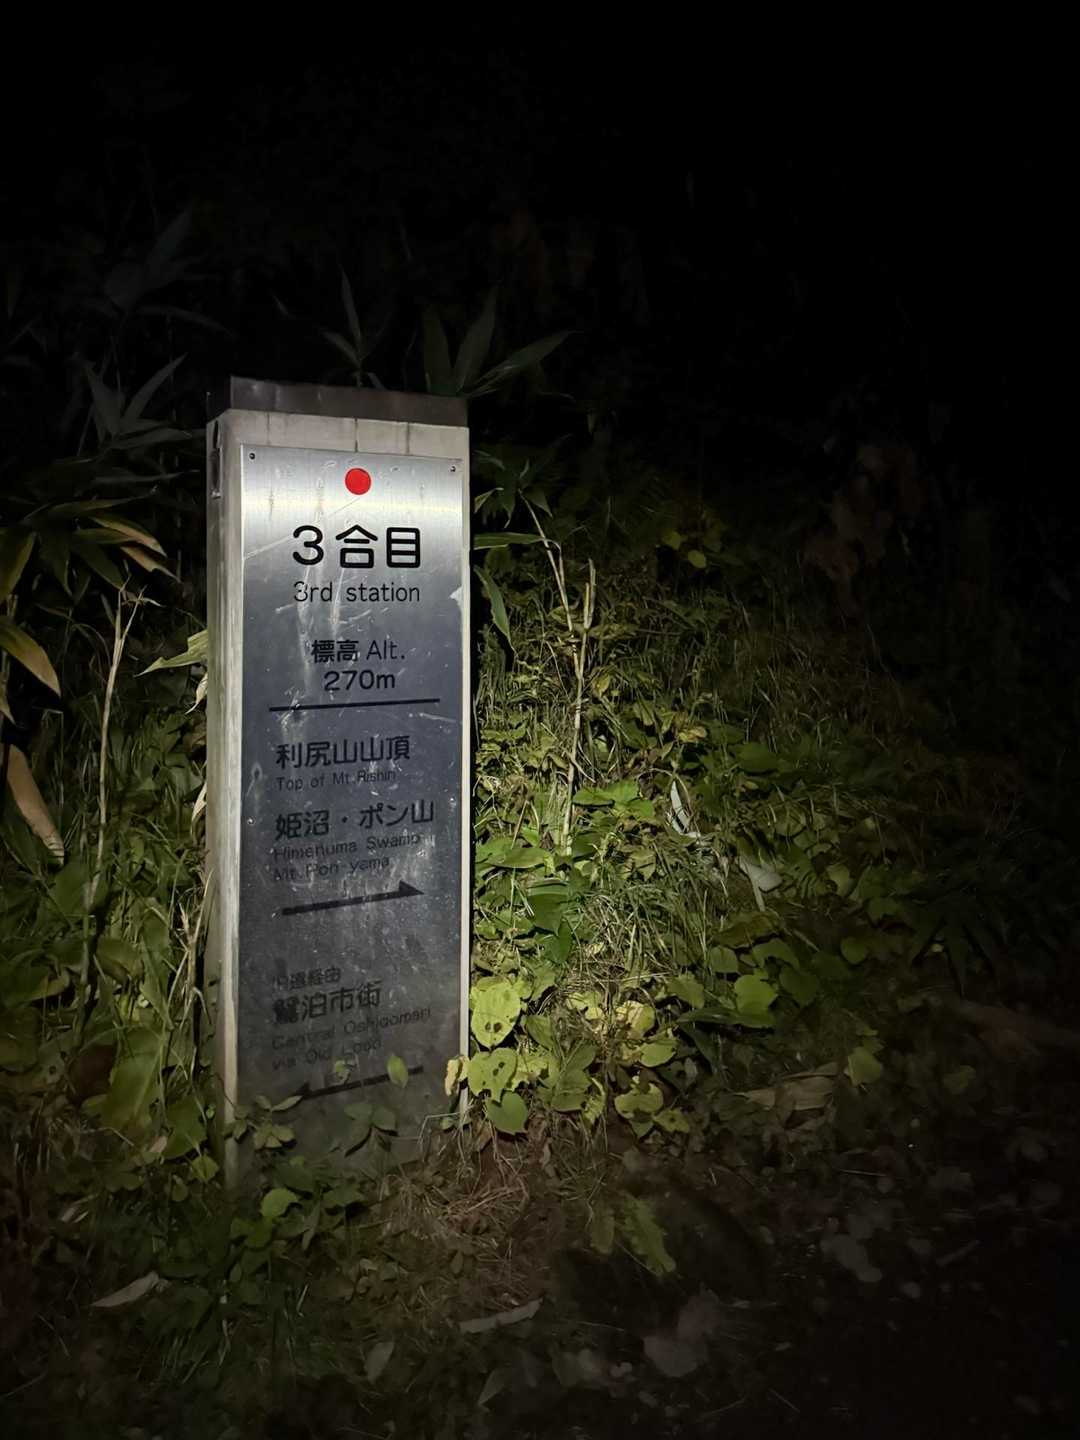 3合目
3rd station
標高 Alt.
270m
利尻山山頂
Top of Mt. Rishiri
姫沼・ポン山
Himenuma Swamp
Mt. Pon yama
旧道経由
鴛泊市街
Central Oshidomari
via Old road